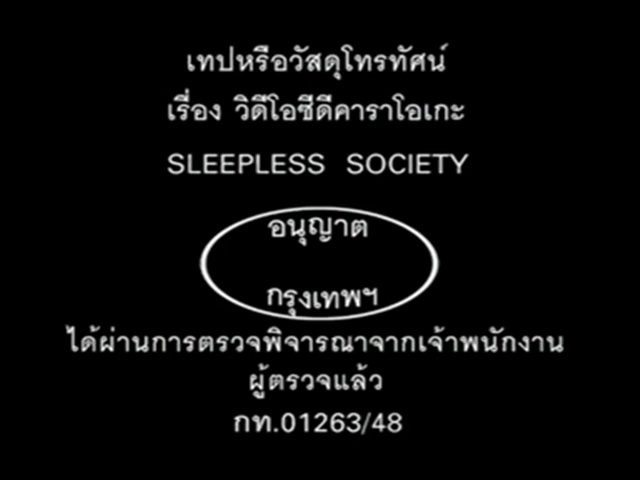 เทปหรือวัสดุโทรทัศน์
เรื่อง วิดีโอซีดีคาราโอเกะ
SLEEPLESS SOCIETY
อนุญาต
กรุงเทพฯ
ได้ผ่านการตรวจพิจารณาจากเจ้าพนักงาน
ผู้ตรวจแล้ว
กท.01263/48